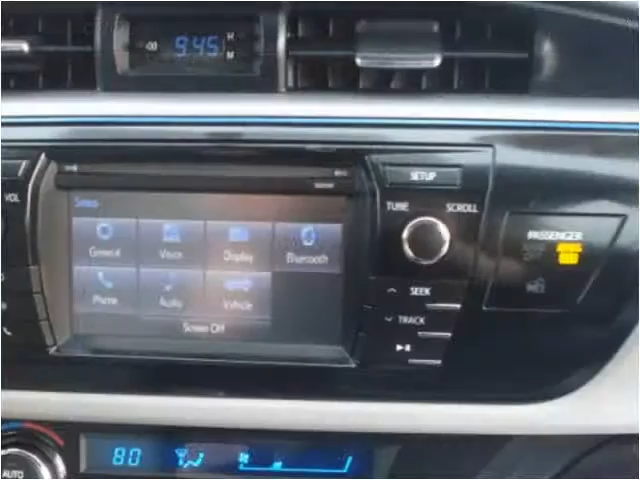 9:45
H
M
VOL
SETUP
TUNE SCROLL
Setup
General Voice Display Bluetooth
Phone Audio Vehicle
Screen Off
SEEK
TRACK
PASSENGER
80
AUTO